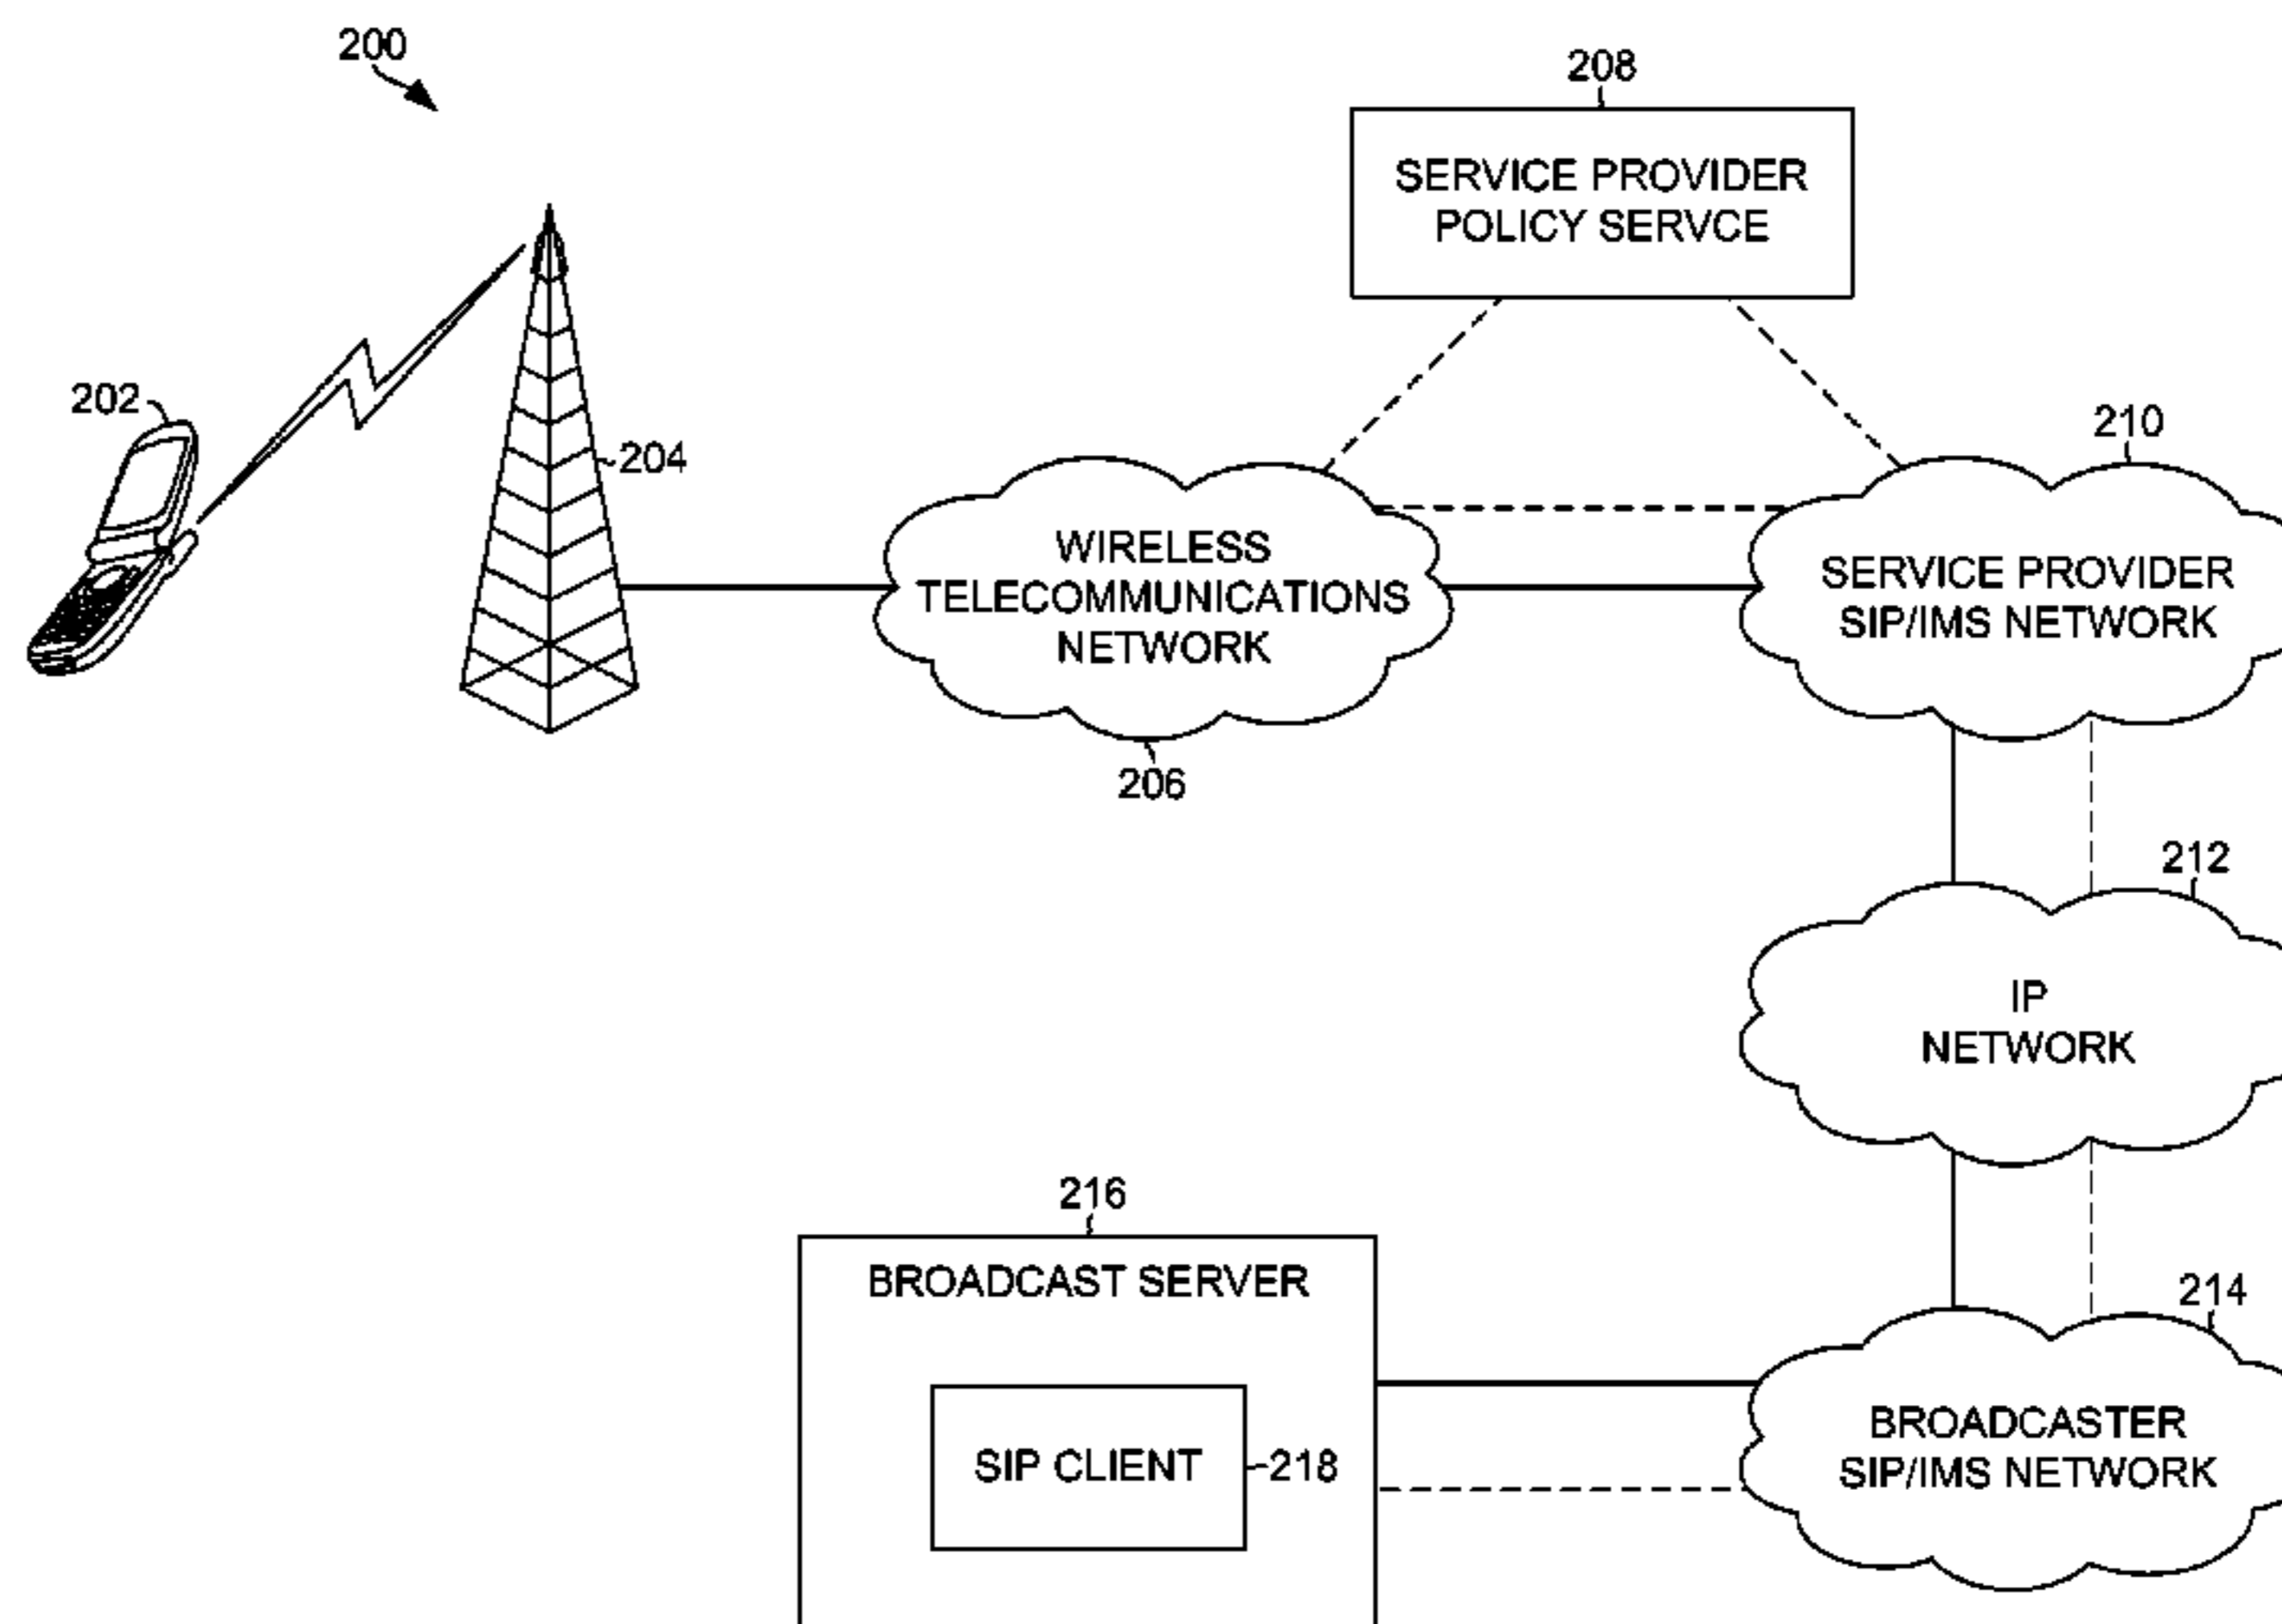 200
208
SERVICE PROVIDER
POLICY SERVCE
202
204
210
WIRELESS
TELECOMMUNICATIONS
NETWORK
206
SERVICE PROVIDER
SIP/IMS NETWORK
212
IP
NETWORK
216
BROADCAST SERVER
SIP CLIENT
218
214
BROADCASTER
SIP/IMS NETWORK